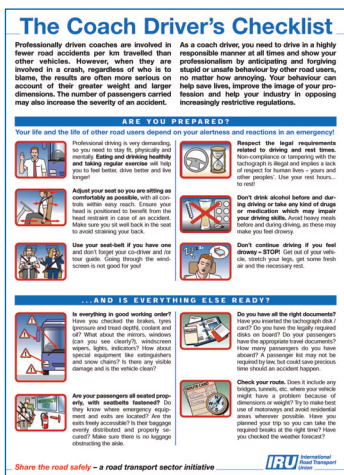 The Coach Driver's Checklist
Professionally driven coaches are involved in
fewer road accidents per km travelled than
other vehicles. However, when they are
involved in a crash, regardless of who is to
blame, the results are often more serious on
account of their greater weight and larger
dimensions. The number of passengers carried
may also increase the severity of an accident.
As a coach driver, you need to drive in a highly
responsible manner at all times and show your
professionalism by anticipating and forgiving
stupid or unsafe behaviour by other road users,
no matter how annoying. Your behaviour can
help save lives, improve the image of your pro-
fession and help your industry in opposing
increasingly restrictive regulations.
ARE YOU PREPARED?
Your life and the life of other road users depend on your alertness and reactions in an emergency!
Professional driving is very demanding,
so you need to stay fit, physically and
mentally. Eating and drinking healthily
and taking regular exercise will help
you to feel better, drive better and live
longer!
Adjust your seat so you are sitting as
comfortably as possible, with all con-
trols within easy reach. Ensure your
head is positioned to benefit from the
head restraint in case of an accident.
Make sure you sit well back in the seat
to avoid straining your back.
Use your seat-belt if you have one
and don't forget your co-driver and /or
tour guide. Going through the wind-
screen is not good for you!
Respect the legal requirements
related to driving and rest times.
Non-compliance or tampering with the
tachograph is illegal and implies a lack
of respect for human lives – yours and
other peoples'. Use your rest hours...
to rest!
Don't drink alcohol before and dur-
ing driving or take any kind of drugs
or medication which may impair
your driving skills. Avoid heavy meals
before and during driving, as these may
make you feel drowsy.
Don't continue driving if you feel
drowsy – STOP! Get out of your vehi-
cle, stretch your legs, get some fresh
air and the necessary rest.
...AND IS EVERYTHING ELSE READY?
Is everything in good working order?
Have you checked the brakes, tyres
(pressure and tread depth), coolant and
oil? What about the mirrors, windows
(can you see clearly?), windscreen
wipers, lights, indicators? How about
special equipment like extinguishers
and snow chains? Is there any visible
damage and is the vehicle clean?
Are your passengers all seated prop-
erly, with seatbelts fastened? Do
they know where emergency equip-
ment and exits are located? Are the
exits freely accessible? Is their baggage
evenly distributed and properly se-
cured? Make sure there is no luggage
obstructing the aisle.
Do you have all the right documents?
Have you inserted the tachograph disk /
card? Do you have the legally required
disks on board? Do your passengers
have the appropriate travel documents?
How many passengers do you have
aboard? A passenger list may not be
required by law, but could save precious
time should an accident happen.
Check your route. Does it include any
bridges, tunnels, etc. where your vehicle
might have a problem because of
dimensions or weight? Try to make best
use of motorways and avoid residential
areas wherever possible. Have you
planned your trip so you can take the
required breaks at the right time? Have
you checked the weather forecast?
Share the road safely – a road transport sector initiative
IRU International
Road Transport
Union